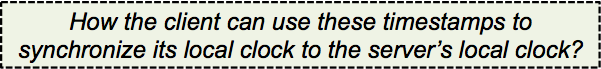 How the client can use these timestamps to
synchronize its local clock to the server’s local clock?